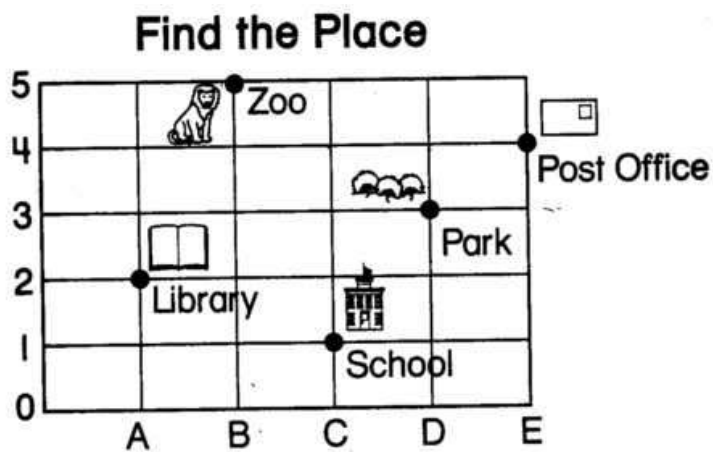 Find the Place
5
Zoo
4
Post Office
3
Park
2
Library
1
School
0
A B C D E